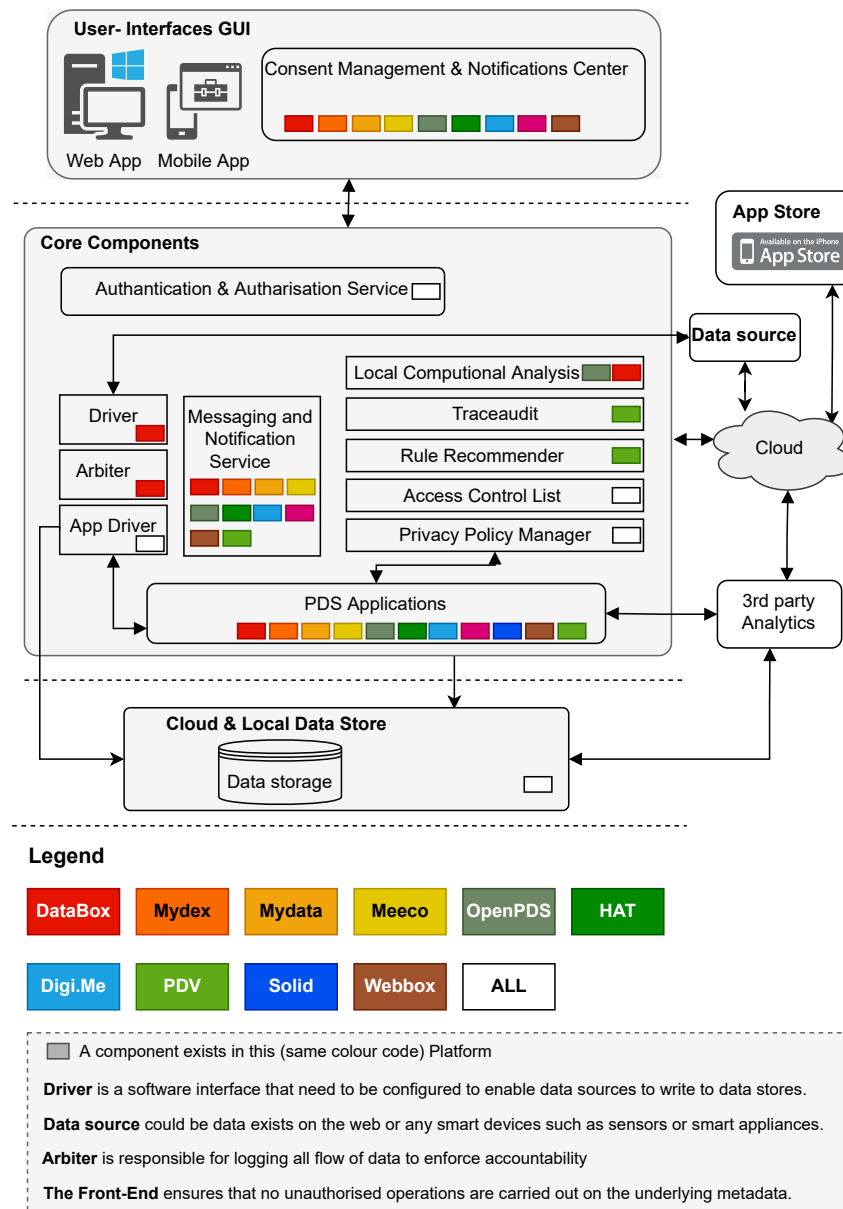 User- Interfaces GUI
Consent Management & Notifications Center
Web App
Mobile App
App Store
Available on the iPhone
App Store
Core Components
Authantication & Autharisation Service
Data source
Local Computional Analysis
Driver
Messaging and
Notification
Service
Traceaudit
Arbiter
Rule Recommender
Cloud
Access Control List
App Driver
Privacy Policy Manager
PDS Applications
3rd party
Analytics
Cloud & Local Data Store
Data storage
Legend
DataBox
Mydex
Mydata
Meeco
OpenPDS
HAT
Digi.Me
PDV
Solid
Webbox
ALL
A component exists in this (same colour code) Platform
Driver is a software interface that need to be configured to enable data sources to write to data stores.
Data source could be data exists on the web or any smart devices such as sensors or smart appliances.
Arbiter is responsible for logging all flow of data to enforce accountability
The Front-End ensures that no unauthorised operations are carried out on the underlying metadata.